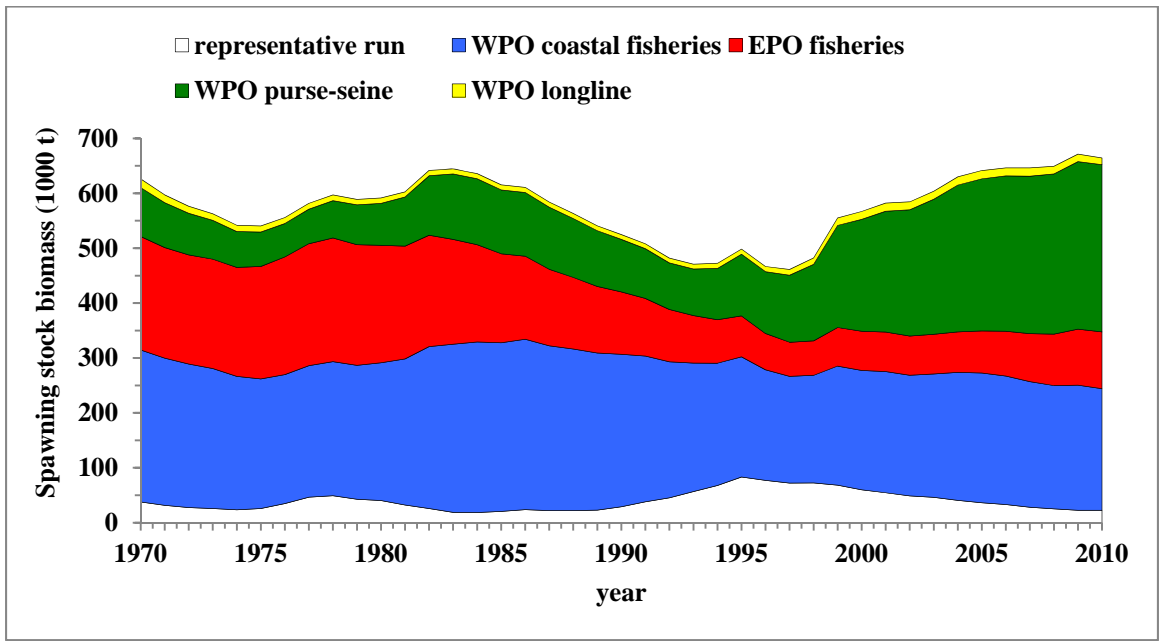 representative run WPO coastal fisheries EPO fisheries
WPO purse-seine WPO longline
Spawning stock biomass (1000 t)
700
600
500
400
300
200
100
0
1970 1975 1980 1985 1990 1995 2000 2005 2010
year